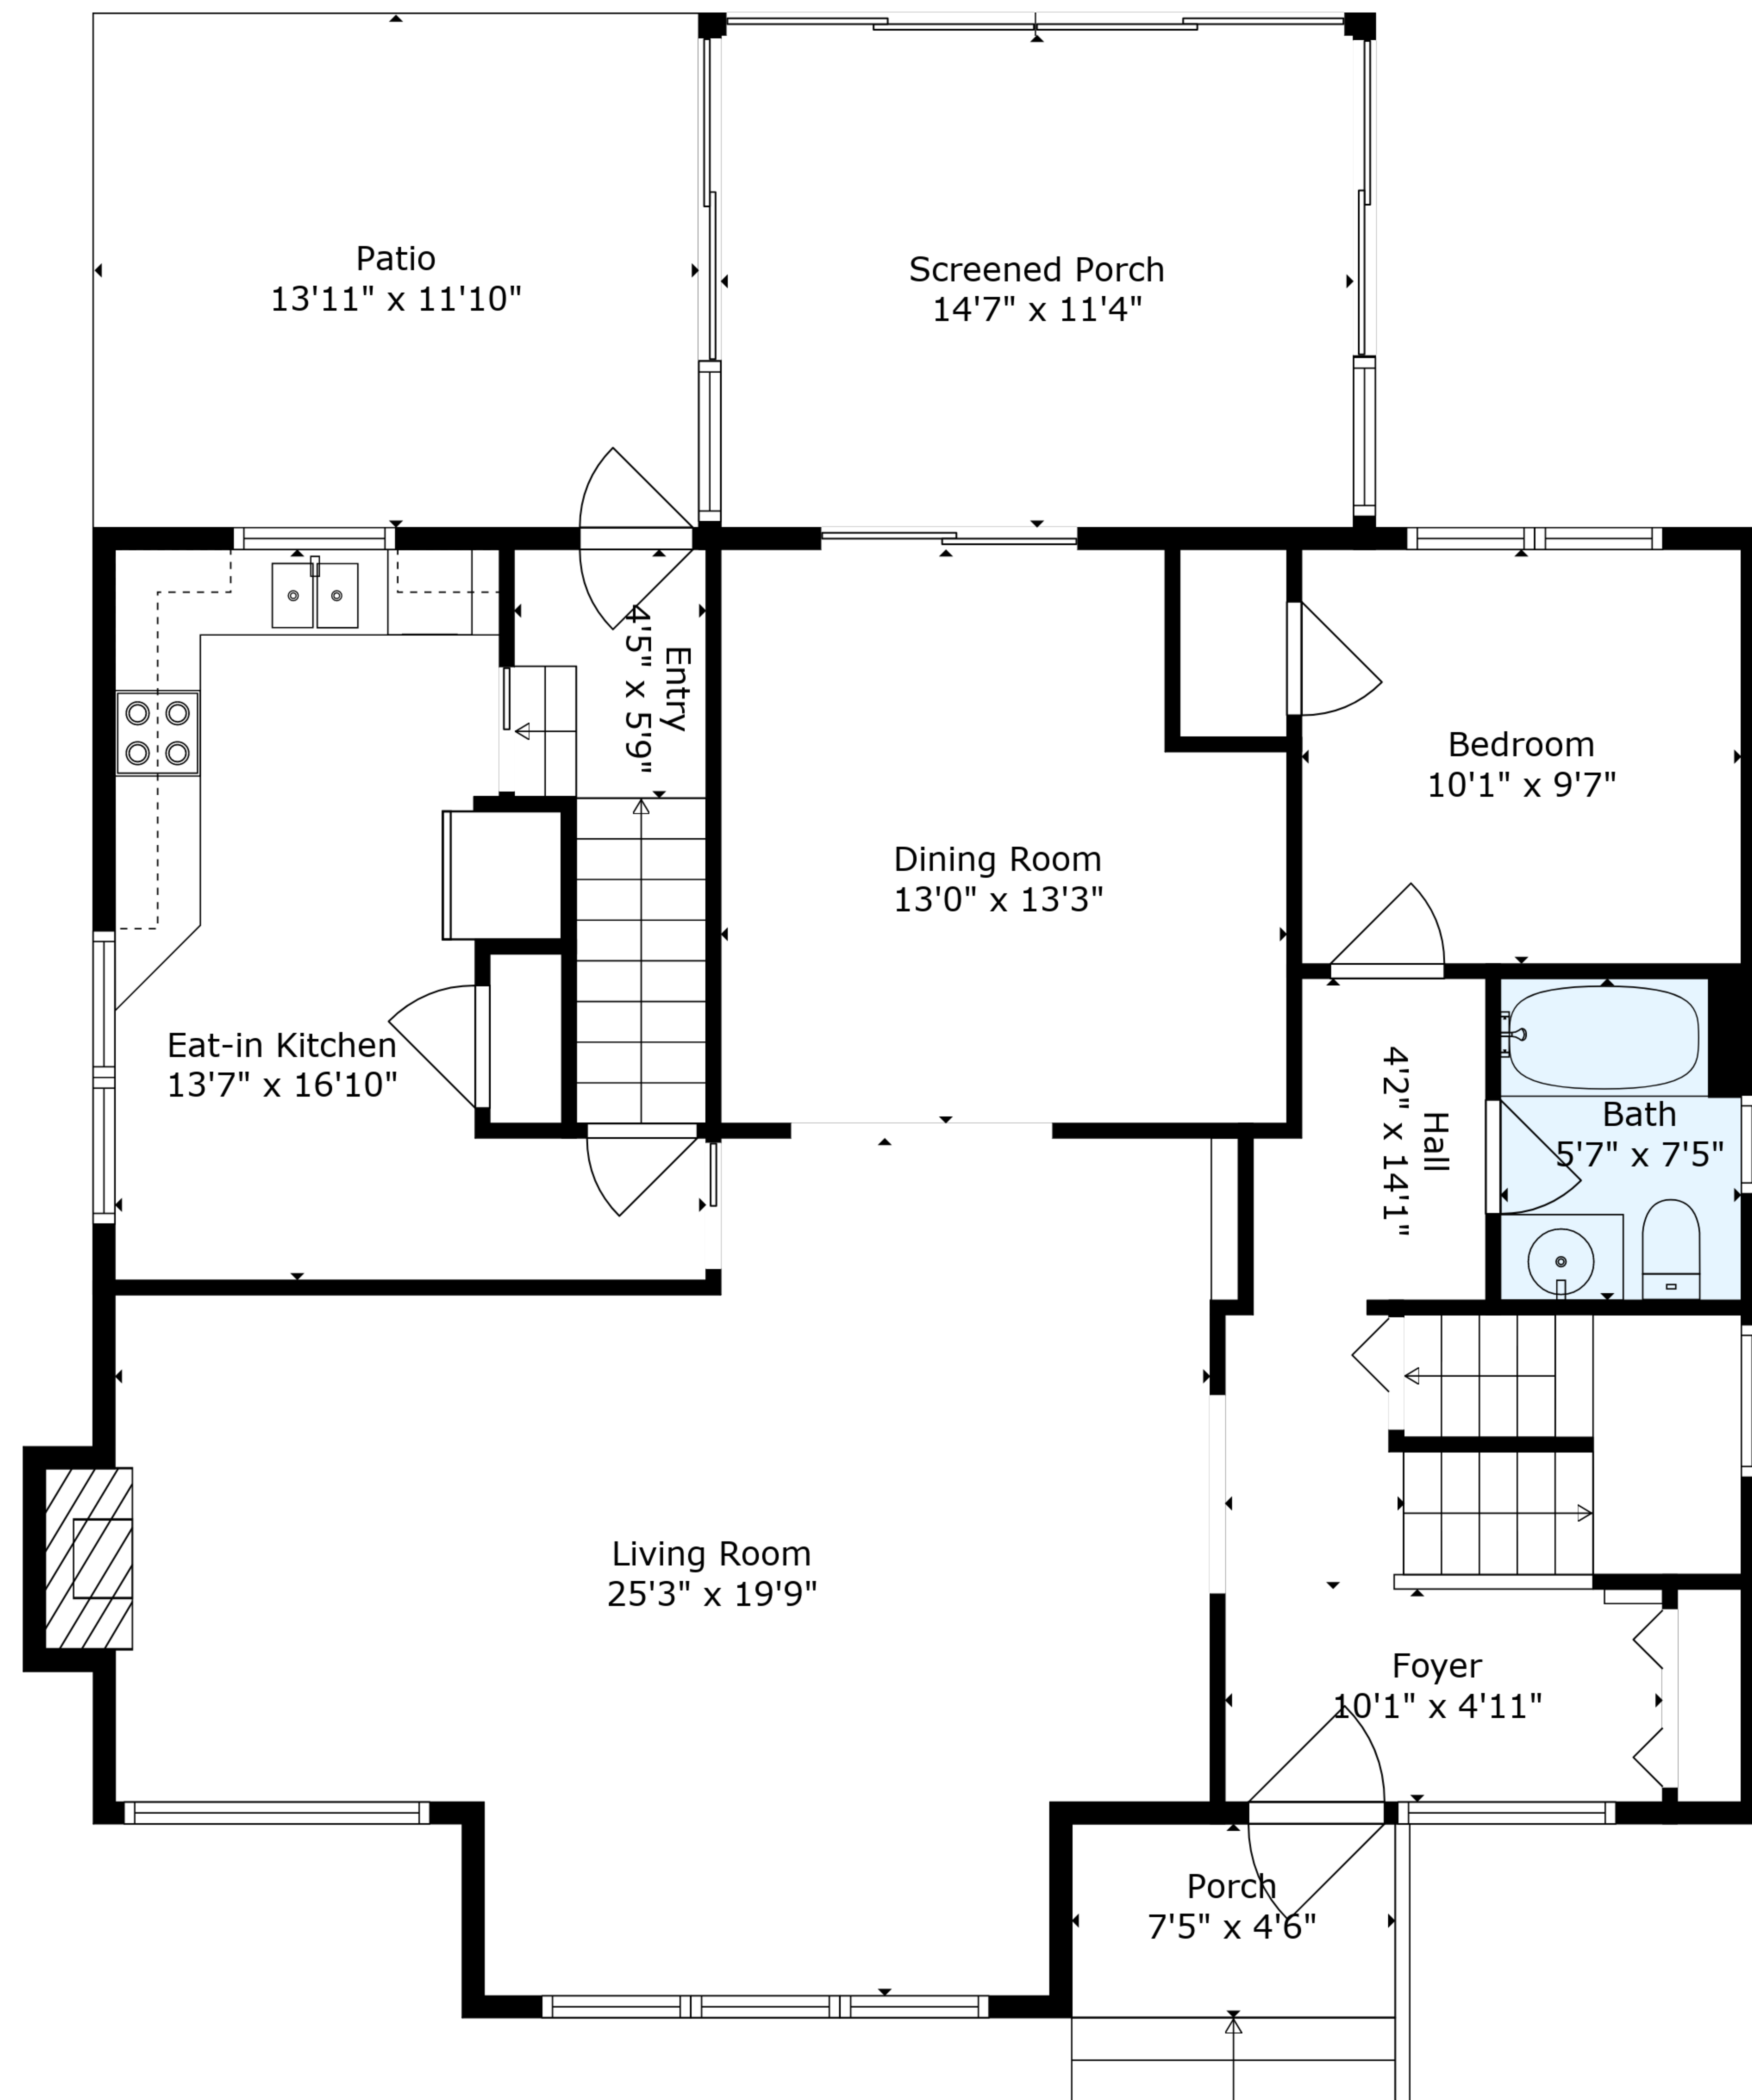 Patio
13'11" x 11'10"
Screened Porch
14'7" x 11'4"
Entry
4'5" x 5'9"
Bedroom
10'1" x 9'7"
Dining Room
13'0" x 13'3"
Eat-in Kitchen
13'7" x 16'10"
Hall
4'2" x 14'1"
Bath
5'7" x 7'5"
Living Room
25'3" x 19'9"
Foyer
10'1" x 4'11"
Porch
7'5" x 4'6"